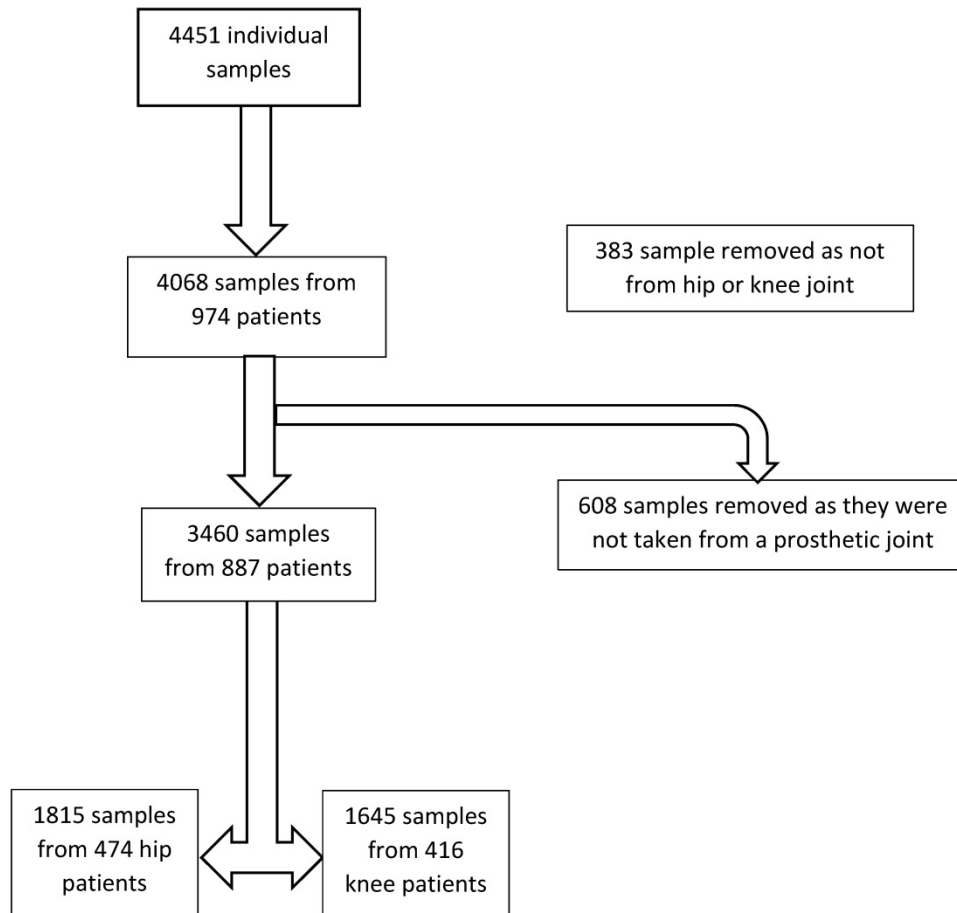 4451 individual
samples
383 sample removed as not
from hip or knee joint
4068 samples from
974 patients
608 samples removed as they were
not taken from a prosthetic joint
3460 samples
from 887 patients
1815 samples
from 474 hip
patients
1645 samples
from 416
knee patients